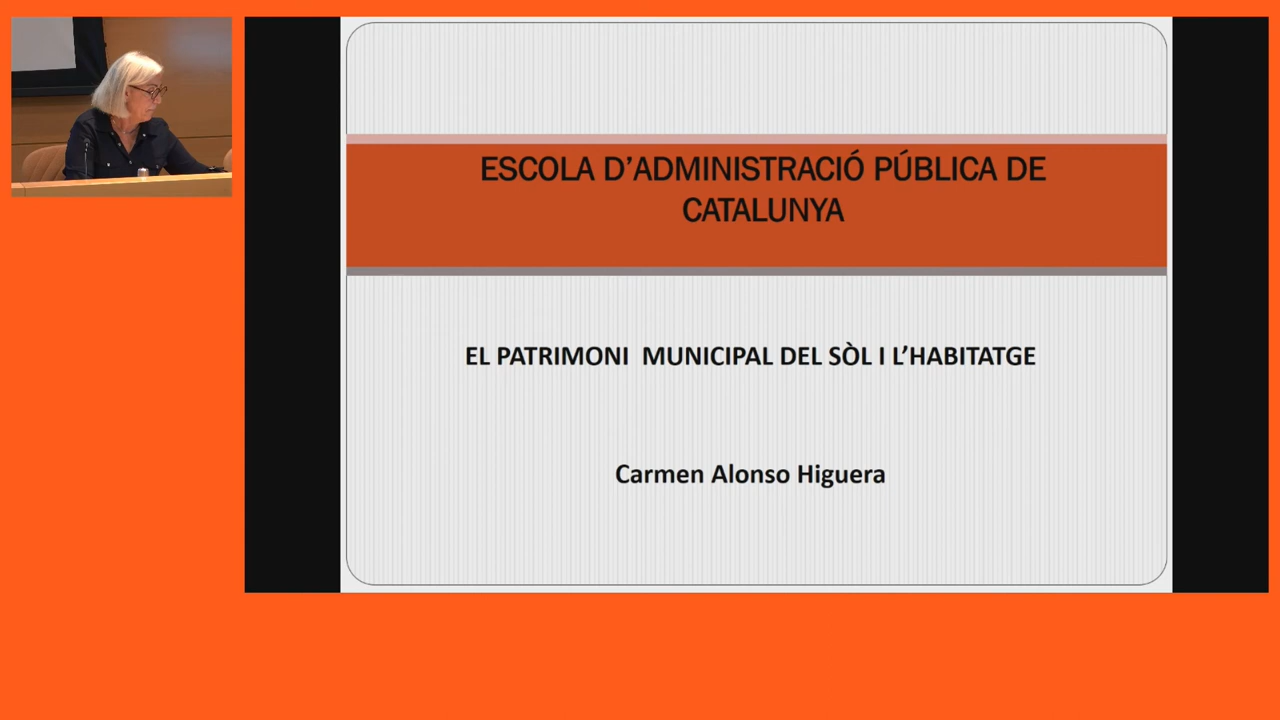 ESCOLA D’ADMINISTRACIÓ PÚBLICA DE
CATALUNYA
EL PATRIMONI  MUNICIPAL DEL SÒL I L’HABITATGE
Carmen Alonso Higuera